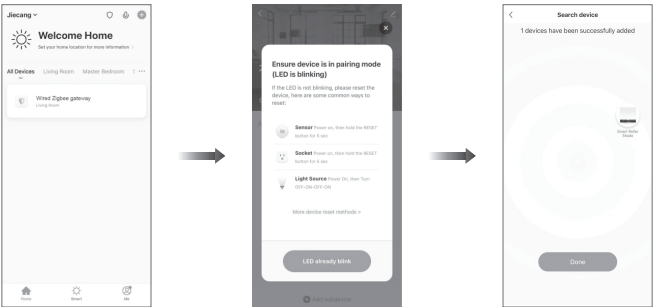 Jiecang
Welcome Home
Set your home location for more information
All Devices Living Room Master Bedroom
Wired Zigbee gateway
Living Room
Home Smart Me
Ensure device is in pairing mode
(LED is blinking)
If the LED is not blinking, please reset the
device, here are some common ways to
reset:
Sensor Power on, then hold the RESET
button for 5 sec
Socket Power on, then hold the RESET
button for 5 sec
Light Source Power On, then Turn
OFF-ON-OFF-ON
More device reset methods >
LED already blink
Add subdevice
Search device
1 devices have been successfully added
Smart Roller
Shade
Done